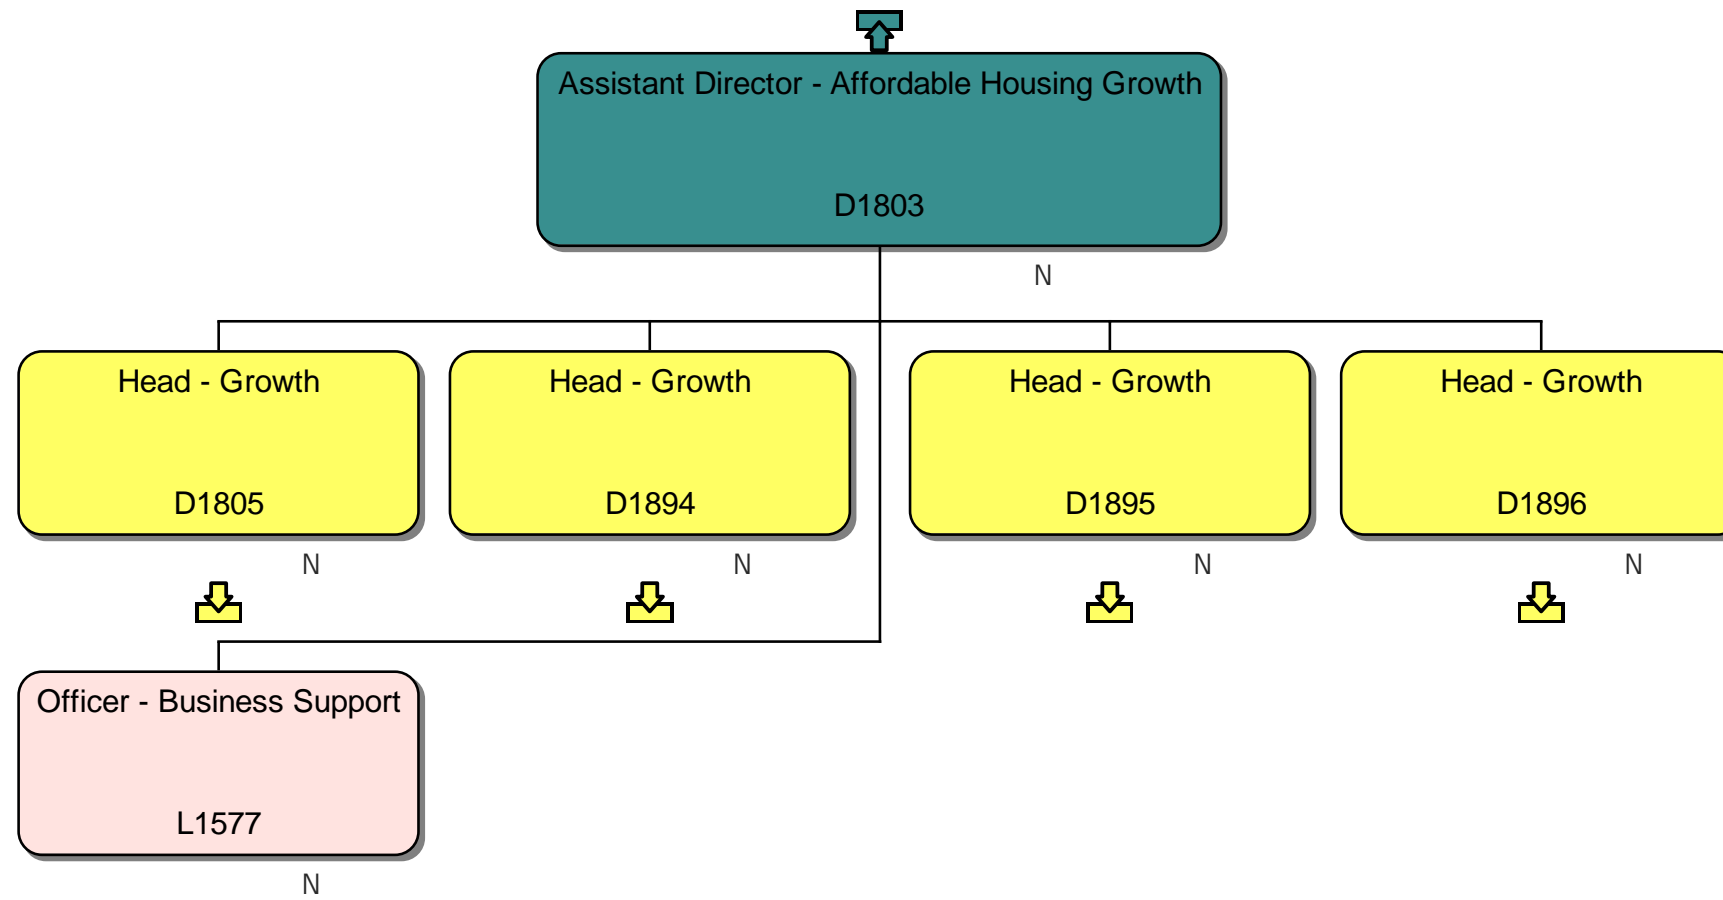 Assistant Director - Affordable Housing Growth
D1803
N
Head - Growth
D1805
N
Head - Growth
D1894
N
Head - Growth
D1895
N
Head - Growth
D1896
N
Officer - Business Support
L1577
N